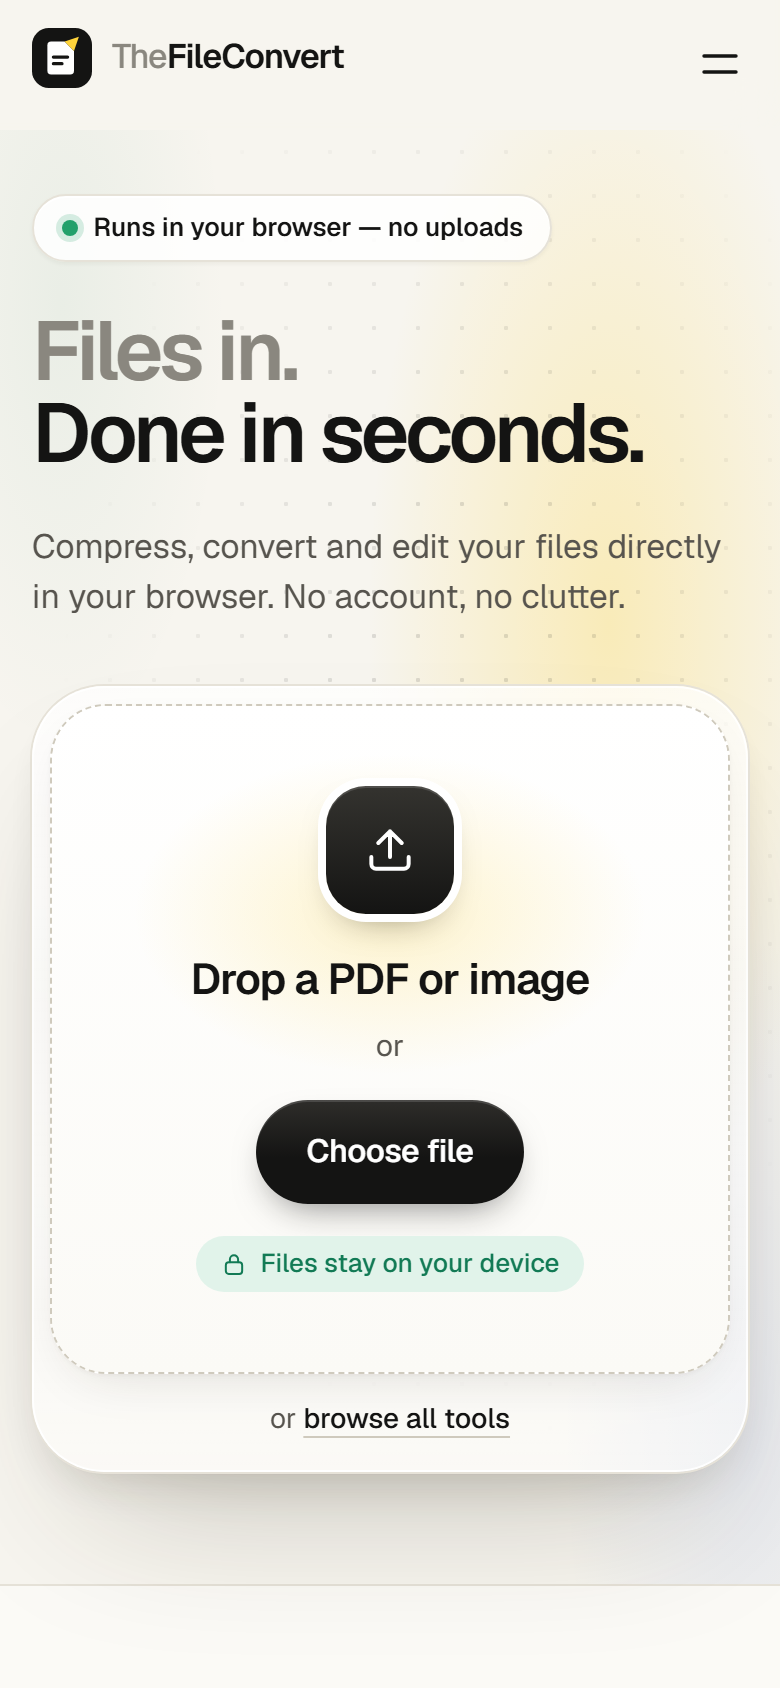 TheFileConvert
Runs in your browser — no uploads
Files in.
Done in seconds.
Compress, convert and edit your files directly
in your browser. No account, no clutter.
Drop a PDF or image
or
Choose file
Files stay on your device
or browse all tools